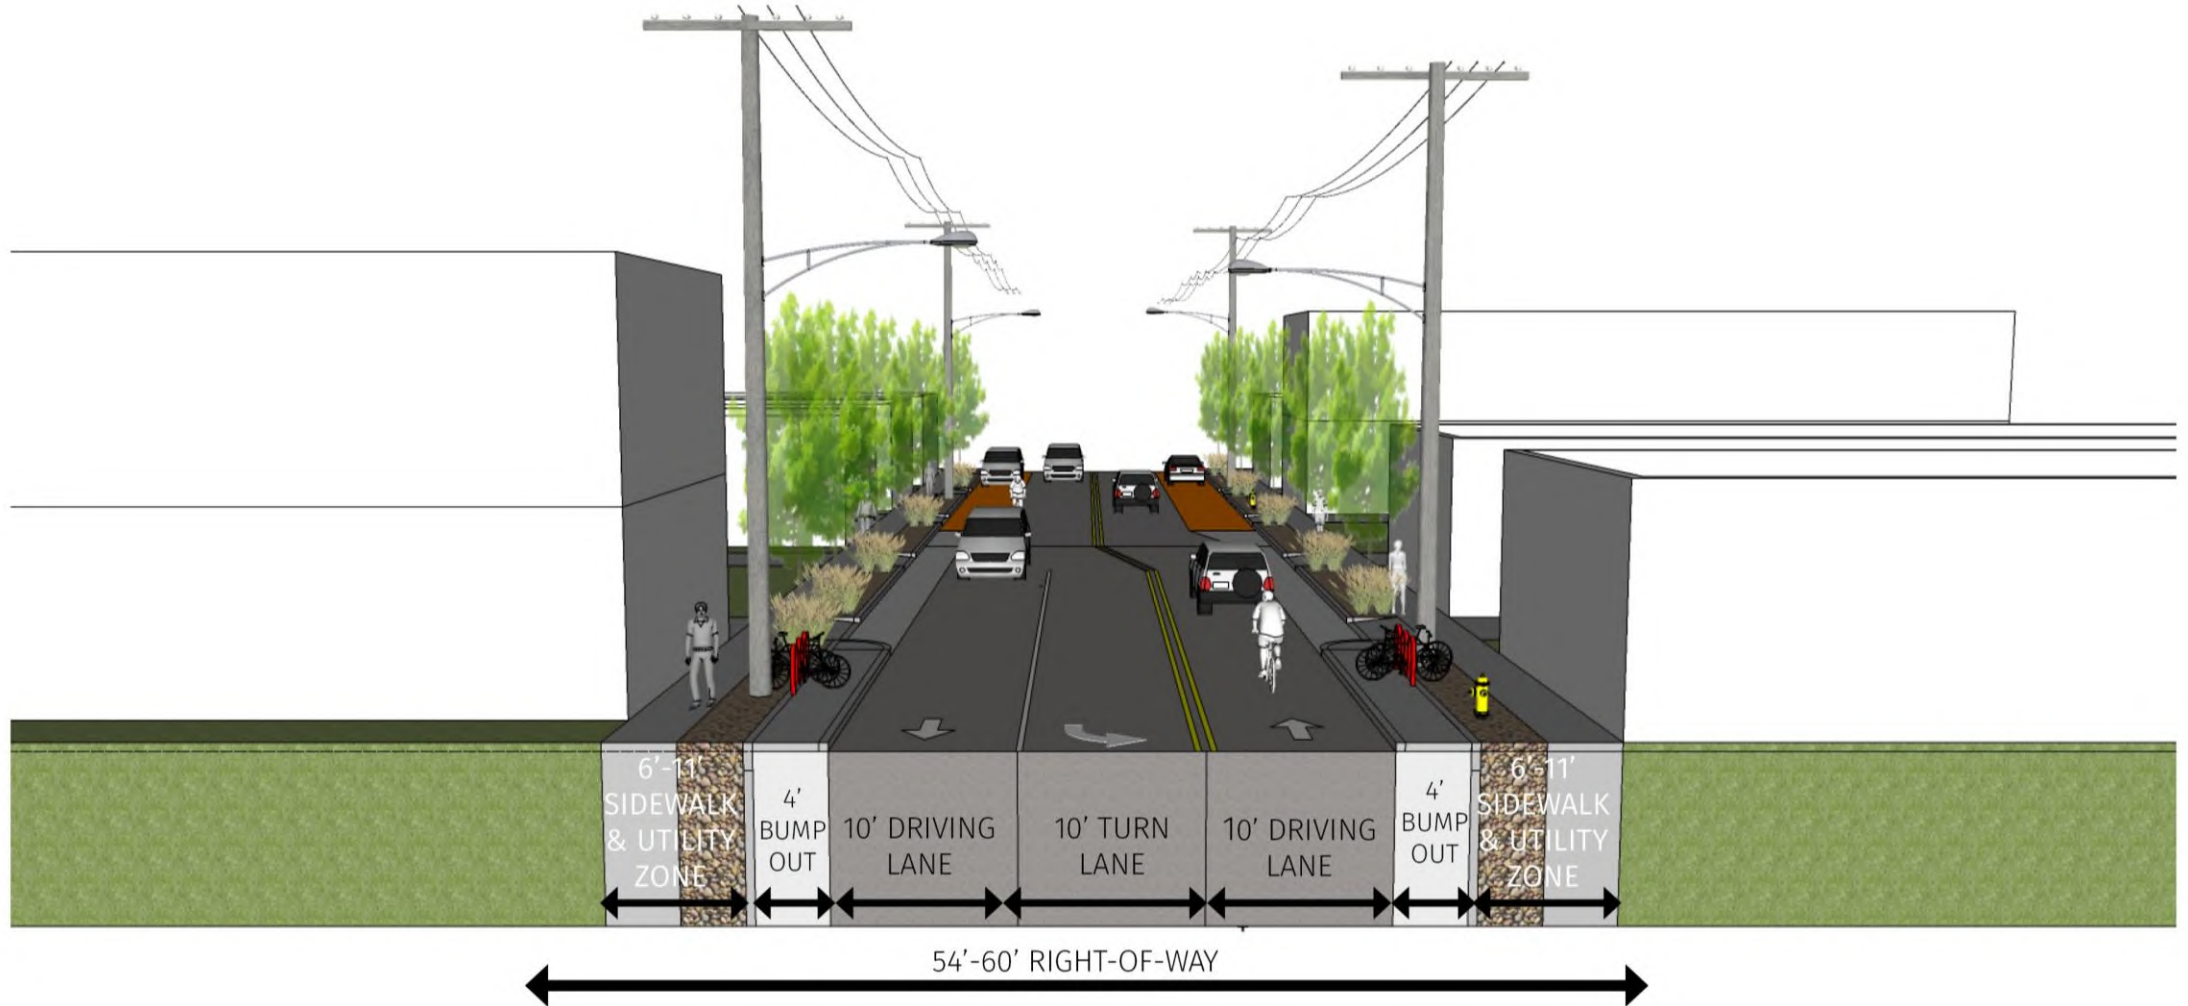 6’-11’
SIDEWALK
& UTILITY
ZONE
4’
BUMP
OUT
10’ DRIVING
LANE
10’ TURN
LANE
10’ DRIVING
LANE
4’
BUMP
OUT
6’-11’
SIDEWALK
& UTILITY
ZONE
54’-60’ RIGHT-OF-WAY